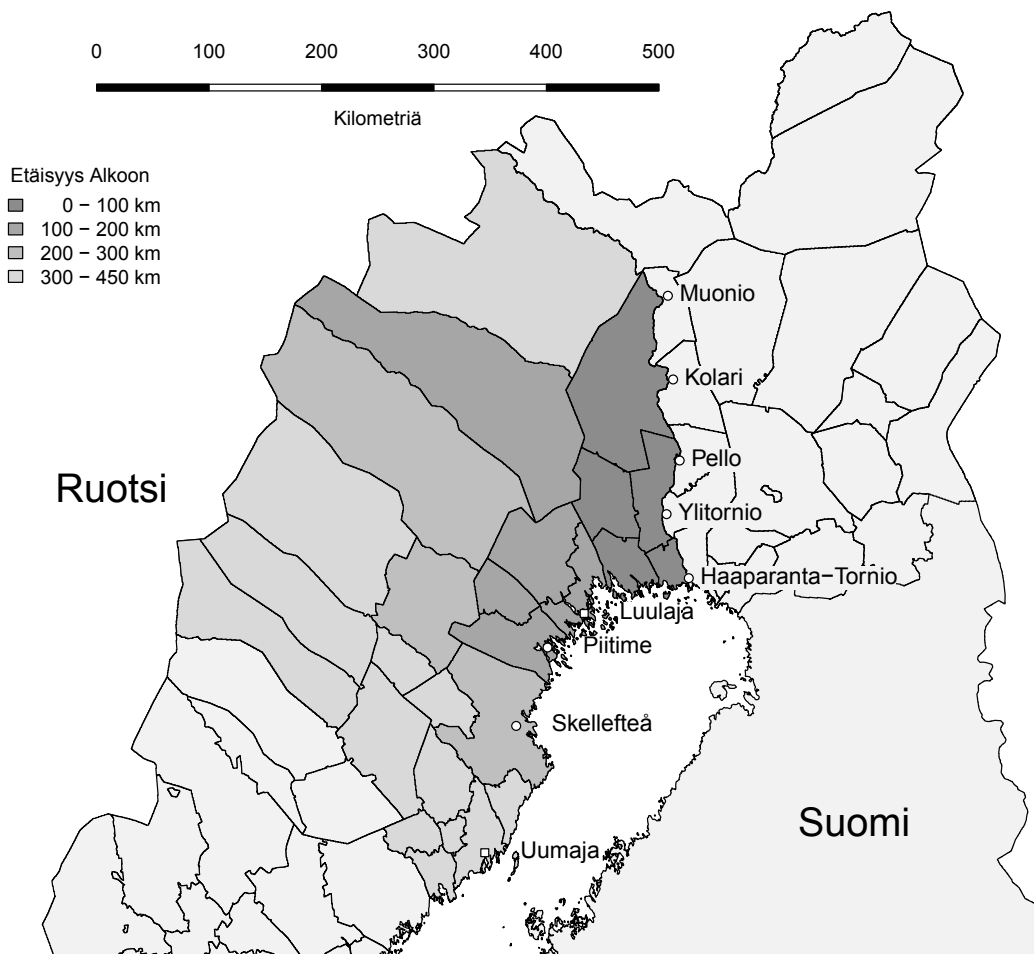 0 100 200 300 400 500
Kilometriä
Etäisyys Alkoon
0 − 100 km
100 − 200 km
200 − 300 km
300 − 450 km
Muonio
Kolari
Pello
Ruotsi
Ylitornio
Haaparanta−Tornio
Luulaja
Piitime
Skellefteå
Suomi
Uumaja